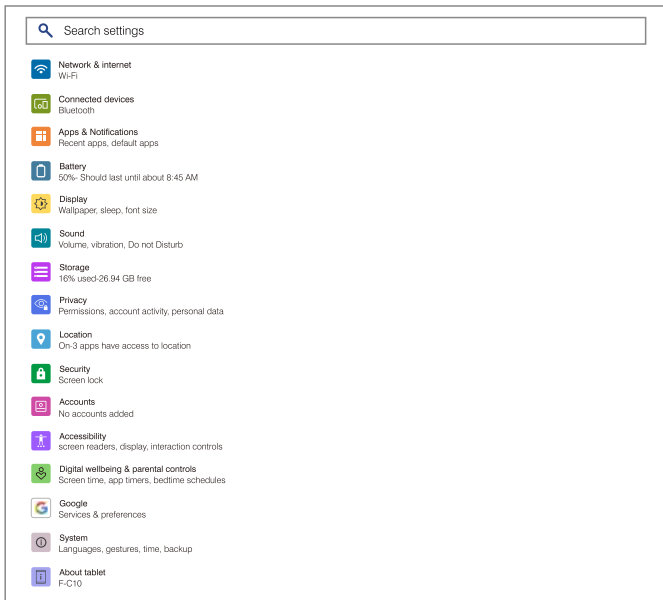 Search settings
Network & internet
Wi-Fi
Connected devices
Bluetooth
Apps & Notifications
Recent apps, default apps
Battery
50%- Should last until about 8:45 AM
Display
Wallpaper, sleep, font size
Sound
Volume, vibration, Do not Disturb
Storage
16% used-26.94 GB free
Privacy
Permissions, account activity, personal data
Location
On-3 apps have access to location
Security
Screen lock
Accounts
No accounts added
Accessibility
screen readers, display, interaction controls
Digital wellbeing & parental controls
Screen time, app timers, bedtime schedules
Google
Services & preferences
System
Languages, gestures, time, backup
About tablet
F-C10